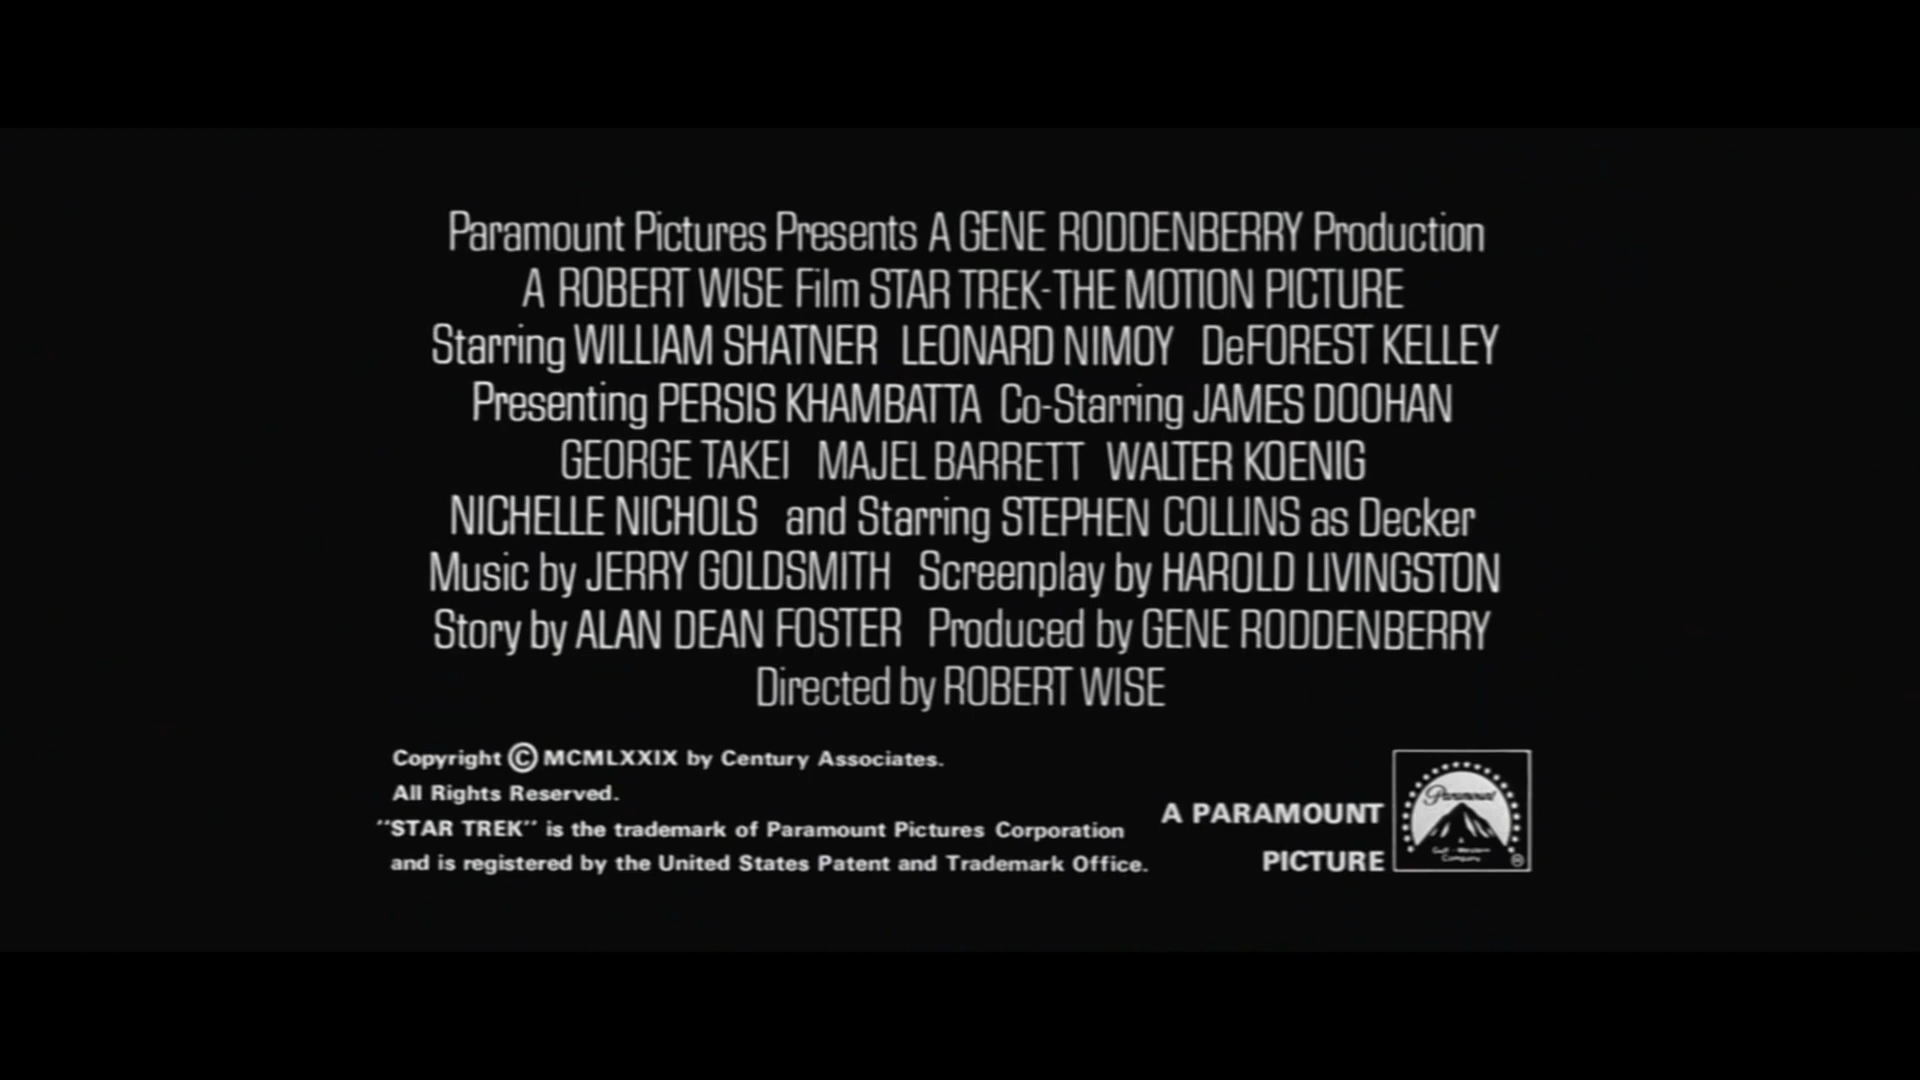 Paramount Pictures Presents A GENE RODDENBERRY Production
A ROBERT WISE Film STAR TREK-THE MOTION PICTURE
Starring WILLIAM SHATNER LEONARD NIMOY DeFOREST KELLEY
Presenting PERSIS KHAMBATTA Co-Starring JAMES DOOHAN
GEORGE TAKEI MAJEL BARRETT WALTER KOENIG
NICHELLE NICHOLS and Starring STEPHEN COLLINS as Decker
Music by JERRY GOLDSMITH Screenplay by HAROLD LIVINGSTON
Story by ALAN DEAN FOSTER Produced by GENE RODDENBERRY
Directed by ROBERT WISE
Copyright © MCMLXXIX by Century Associates.
All Rights Reserved.
"STAR TREK" is the trademark of Paramount Pictures Corporation
and is registered by the United States Patent and Trademark Office.
A PARAMOUNT
PICTURE
Paramount
A
Gulf + Western
Company
®